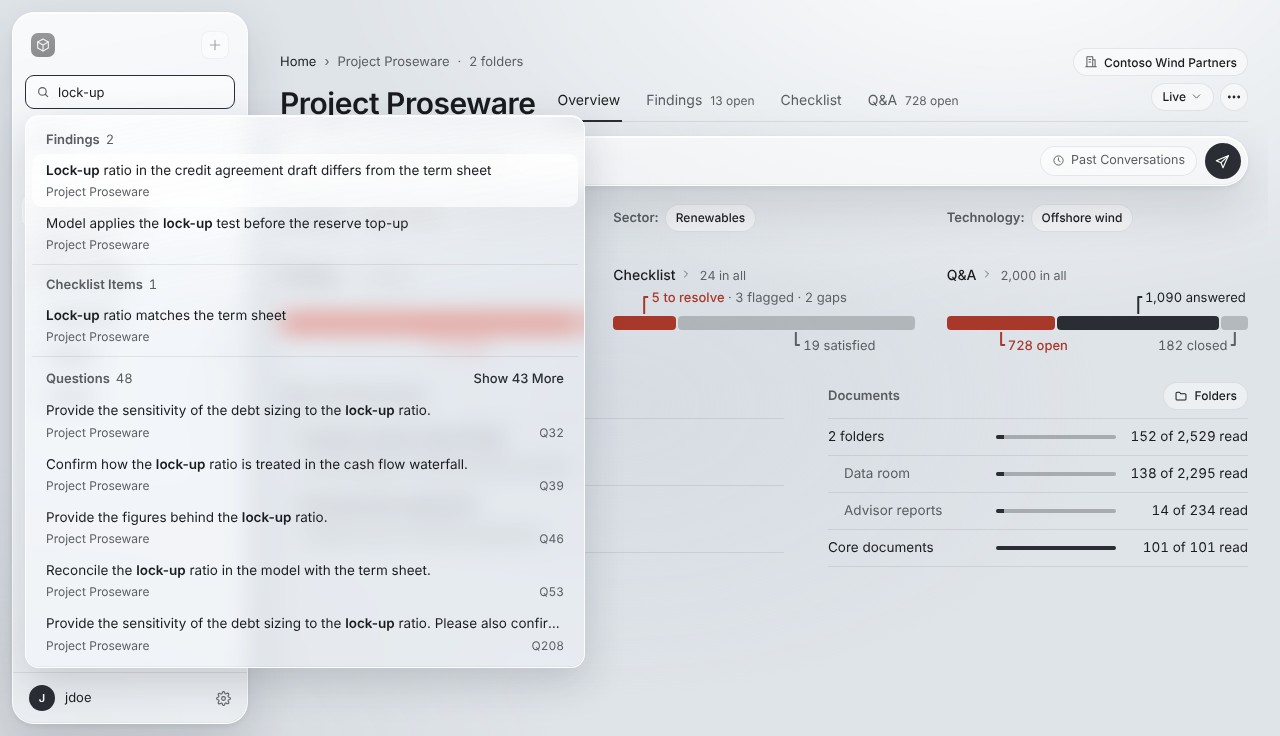 lock-up
Home › Project Proseware · 2 folders
Contoso Wind Partners
Project Proseware
Overview
Findings 13 open
Checklist
Q&A 728 open
Live
Past Conversations
Findings 2
Lock-up ratio in the credit agreement draft differs from the term sheet
Project Proseware
Model applies the lock-up test before the reserve top-up
Project Proseware
Checklist Items 1
Lock-up ratio matches the term sheet
Project Proseware
Questions 48
Show 43 More
Provide the sensitivity of the debt sizing to the lock-up ratio.
Project Proseware
Q32
Confirm how the lock-up ratio is treated in the cash flow waterfall.
Project Proseware
Q39
Provide the figures behind the lock-up ratio.
Project Proseware
Q46
Reconcile the lock-up ratio in the model with the term sheet.
Project Proseware
Q53
Provide the sensitivity of the debt sizing to the lock-up ratio. Please also confir...
Project Proseware
Q208
J
jdoe
Sector: Renewables
Technology: Offshore wind
Checklist › 24 in all
5 to resolve · 3 flagged · 2 gaps
19 satisfied
Q&A › 2,000 in all
1,090 answered
728 open
182 closed
Documents
Folders
2 folders
152 of 2,529 read
Data room
138 of 2,295 read
Advisor reports
14 of 234 read
Core documents
101 of 101 read